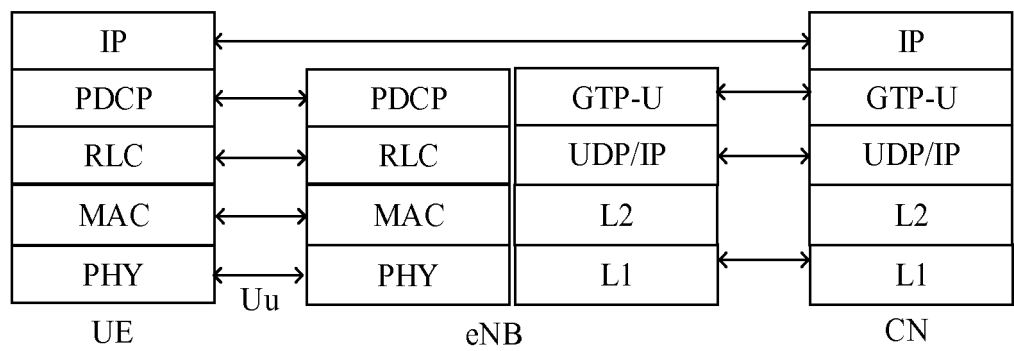 IP IP
PDCP PDCP GTP-U GTP-U
RLC RLC UDP/IP UDP/IP
MAC MAC L2 L2
PHY PHY L1 L1
Uu
UE eNB CN